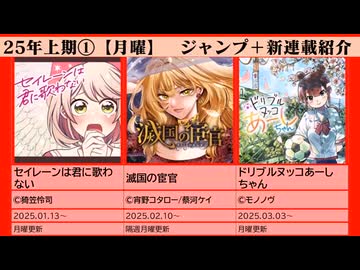 25年上期①【月曜】 ジャンプ＋新連載紹介
セイレーンは
君に歌わない
滅国の宦官
ドリブルヌッコ
あーしちゃん
セイレーンは君に歌わ
ない
滅国の宦官
ドリブルヌッコあーし
ちゃん
©猗笠怜司
©宵野コタロー/蔡河ケイ
©モノノヴ
2025.01.13～
2025.02.10～
2025.03.03～
月曜更新
隔週月曜更新
月曜更新